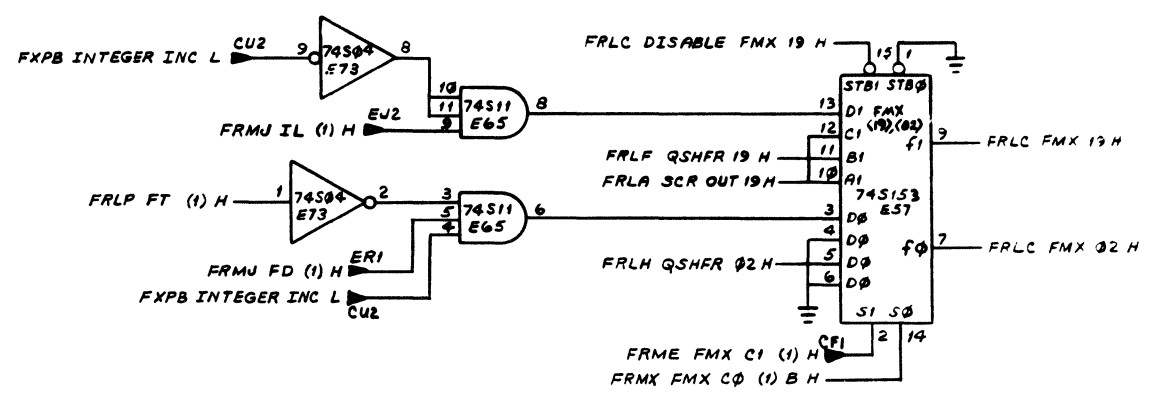 FRLC DISABLE FMX 19 H
15 1
CU2
FXPB INTEGER INC L
9 74SØ4 8
E73
STB1 STBØ
10
11 74S11 8
9 E65
EJ2
FRMJ IL (1) H
13 D1 FMX
(19),(02)
12 C1
f1 9
FRLC FMX 19 H
FRLF QSHFR 19 H
11 B1
FRLA SCR OUT 19 H
10 A1
74S153
E57
FRLP FT (1) H
1 74SØ4 2
E73
3
5 74S11 6
4 E65
3 DØ
4 DØ
fØ 7
FRLC FMX Ø2 H
FRLH QSHFR Ø2 H
5 DØ
6 DØ
ER1
FRMJ FD (1) H
FXPB INTEGER INC L
CU2
S1 SØ
2 14
CF1
FRME FMX C1 (1) H
FRMX FMX CØ (1) B H